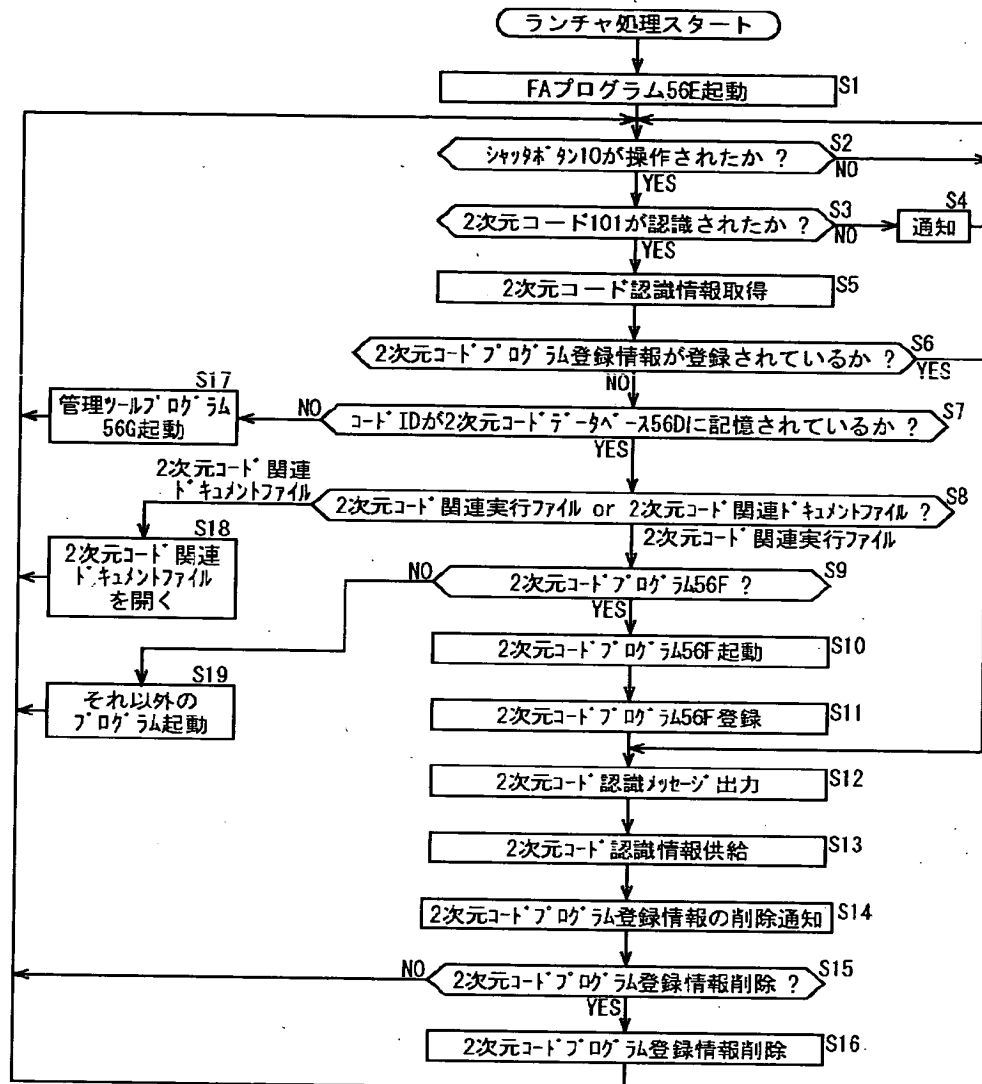 ランチャ処理スタート
FAプログラム56E起動
S1
シャッタボタン10が操作されたか ?
S2
NO
YES
2次元コード101が認識されたか ?
S3
NO
S4
通知
YES
2次元コード認識情報取得
S5
2次元コードプログラム登録情報が登録されているか ?
S6
YES
NO
S17
管理ツールプログラム
56G起動
NO
コードIDが2次元コードデータベース56Dに記憶されているか ?
S7
YES
2次元コード関連
ドキュメントファイル
2次元コード関連実行ファイル or 2次元コード関連ドキュメントファイル ?
S8
2次元コード関連実行ファイル
S18
2次元コード関連
ドキュメントファイル
を開く
NO
2次元コードプログラム56F ?
S9
YES
2次元コードプログラム56F起動
S10
S19
それ以外の
プログラム起動
2次元コードプログラム56F登録
S11
2次元コード認識メッセージ出力
S12
2次元コード認識情報供給
S13
2次元コードプログラム登録情報の削除通知
S14
NO
2次元コードプログラム登録情報削除 ?
S15
YES
2次元コードプログラム登録情報削除
S16